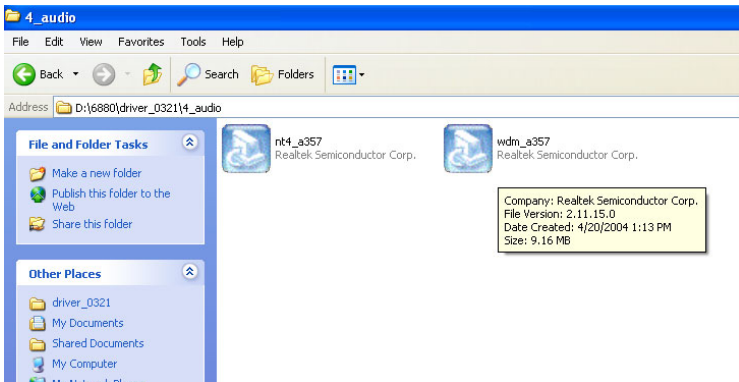 4_audio
File Edit View Favorites Tools Help
Back Search Folders
Address D:\6880\driver_0321\4_audio
File and Folder Tasks
Make a new folder
Publish this folder to the
Web
Share this folder
Other Places
driver_0321
My Documents
Shared Documents
My Computer
nt4_a357
Realtek Semiconductor Corp.
wdm_a357
Realtek Semiconductor Corp.
Company: Realtek Semiconductor Corp.
File Version: 2.11.15.0
Date Created: 4/20/2004 1:13 PM
Size: 9.16 MB